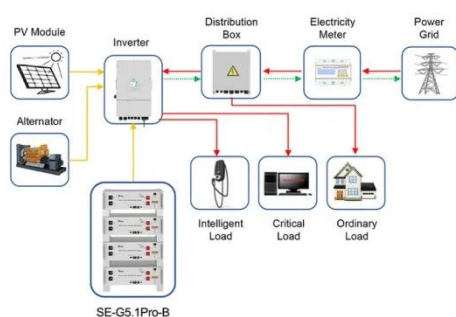 PV Module
Inverter
Distribution
Box
Electricity
Meter
Power
Grid
Alternator
Intelligent
Load
Critical
Load
Ordinary
Load
SE-G5.1Pro-B